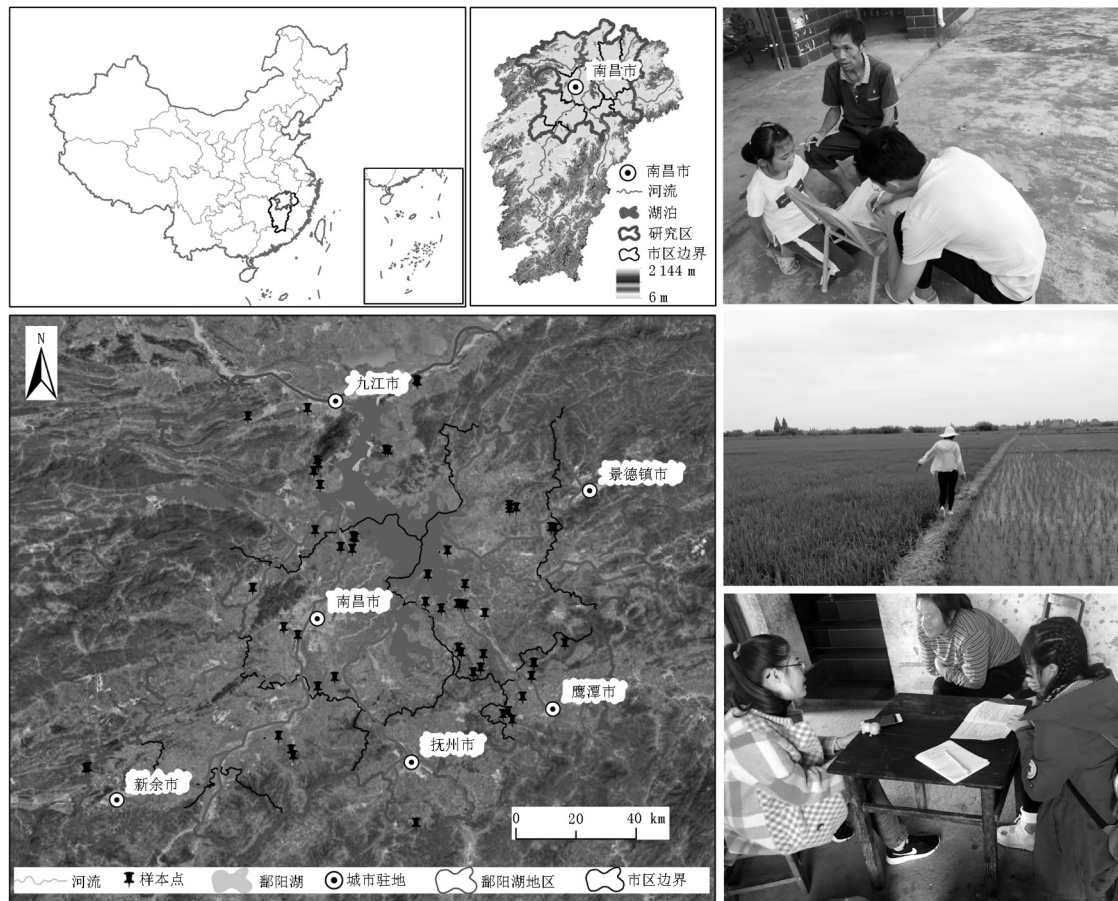 南昌市
南昌市
河流
湖泊
研究区
市区边界
2 144 m
6 m
N
九江市
景德镇市
南昌市
鹰潭市
抚州市
新余市
0 20 40 km
河流 样本点 鄱阳湖 城市驻地 鄱阳湖地区 市区边界